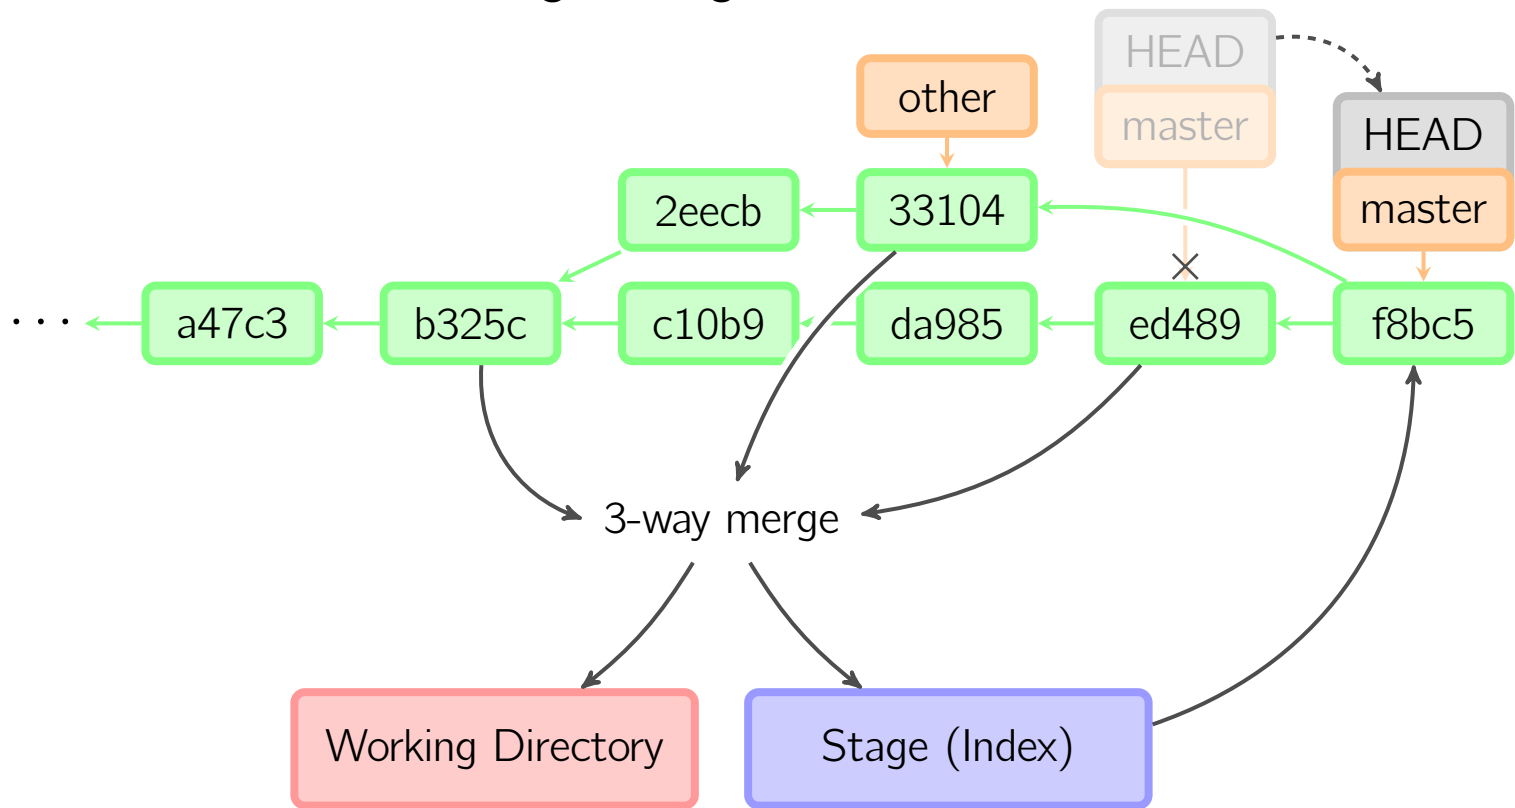 HEAD
other
master
HEAD
2eecb
33104
master
... a47c3
b325c
c10b9
da985
ed489
f8bc5
3-way merge
Working Directory
Stage (Index)